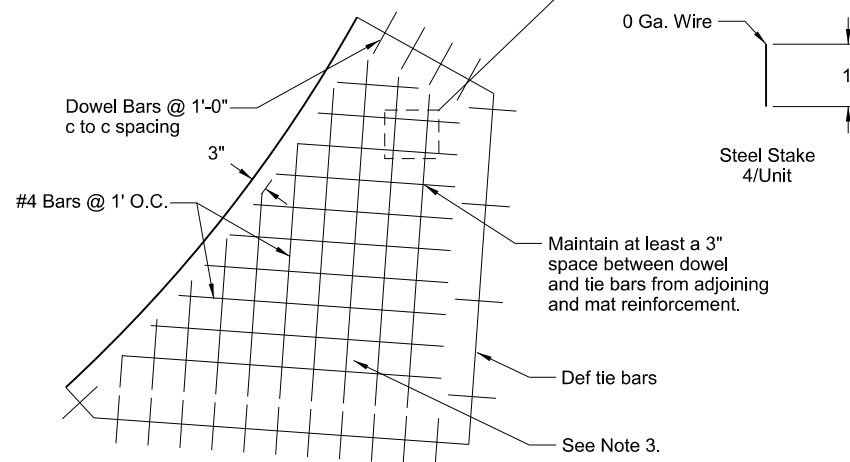 0 Ga. Wire
1
Dowel Bars @ 1'-0"
c to c spacing
3"
Steel Stake
4/Unit
#4 Bars @ 1' O.C.
Maintain at least a 3"
space between dowel
and tie bars from adjoining
and mat reinforcement.
Def tie bars
See Note 3.